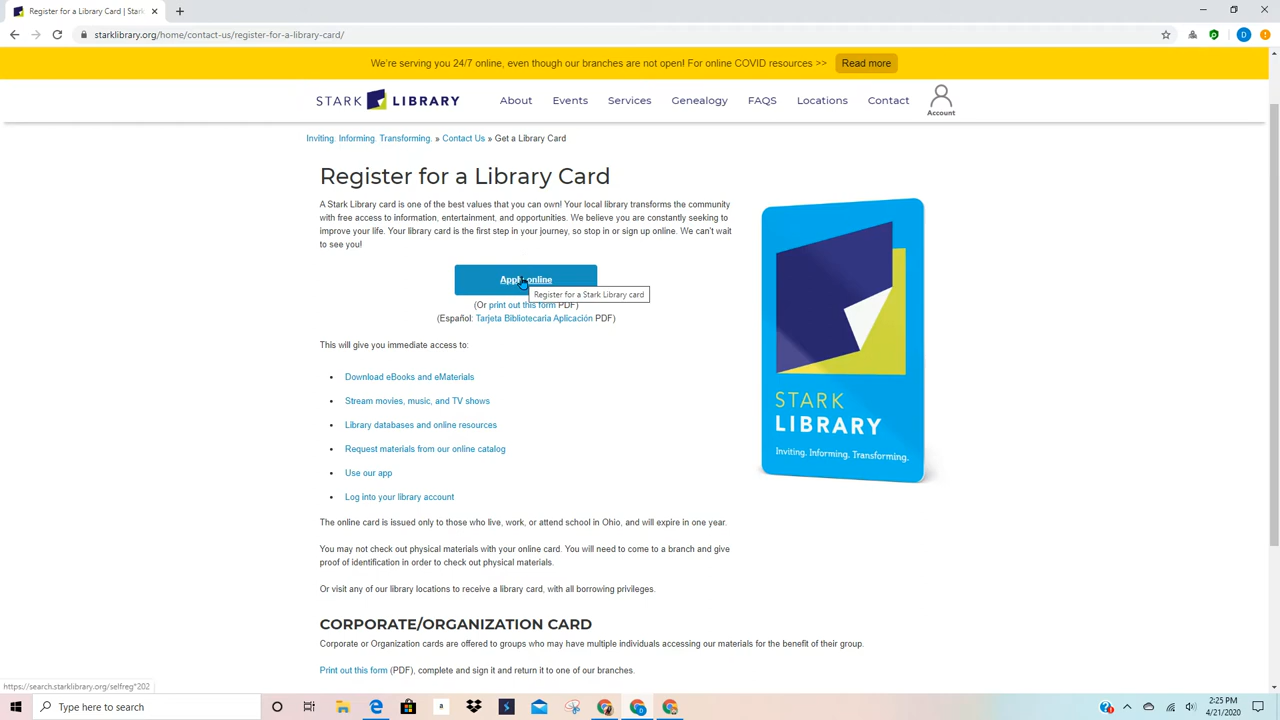 Register for a Library Card | Star
starklibrary.org/home/contact-us/register-for-a-library-card/
D
We're serving you 24/7 online, even though our branches are not open! For online COVID resources >>
Read more
STARK LIBRARY
About
Events
Services
Genealogy
FAQS
Locations
Contact
Account
Inviting. Informing. Transforming. » Contact Us » Get a Library Card
Register for a Library Card
A Stark Library card is one of the best values that you can own! Your local library transforms the community
with free access to information, entertainment, and opportunities. We believe you are constantly seeking to
improve your life. Your library card is the first step in your journey, so stop in or sign up online. We can't wait
to see you!
Apply online
Register for a Stark Library card
(Or print out this form PDF)
(Español: Tarjeta Bibliotecaria Aplicación PDF)
This will give you immediate access to:
• Download eBooks and eMaterials
• Stream movies, music, and TV shows
• Library databases and online resources
• Request materials from our online catalog
• Use our app
• Log into your library account
STARK
LIBRARY
Inviting. Informing. Transforming.
The online card is issued only to those who live, work, or attend school in Ohio, and will expire in one year.
You may not check out physical materials with your online card. You will need to come to a branch and give
proof of identification in order to check out physical materials.
Or visit any of our library locations to receive a library card, with all borrowing privileges.
CORPORATE/ORGANIZATION CARD
Corporate or Organization cards are offered to groups who may have multiple individuals accessing our materials for the benefit of their group.
Print out this form (PDF), complete and sign it and return it to one of our branches.
https://search.starklibrary.org/selfreg*202
Type here to search
2:25 PM
4/21/2020